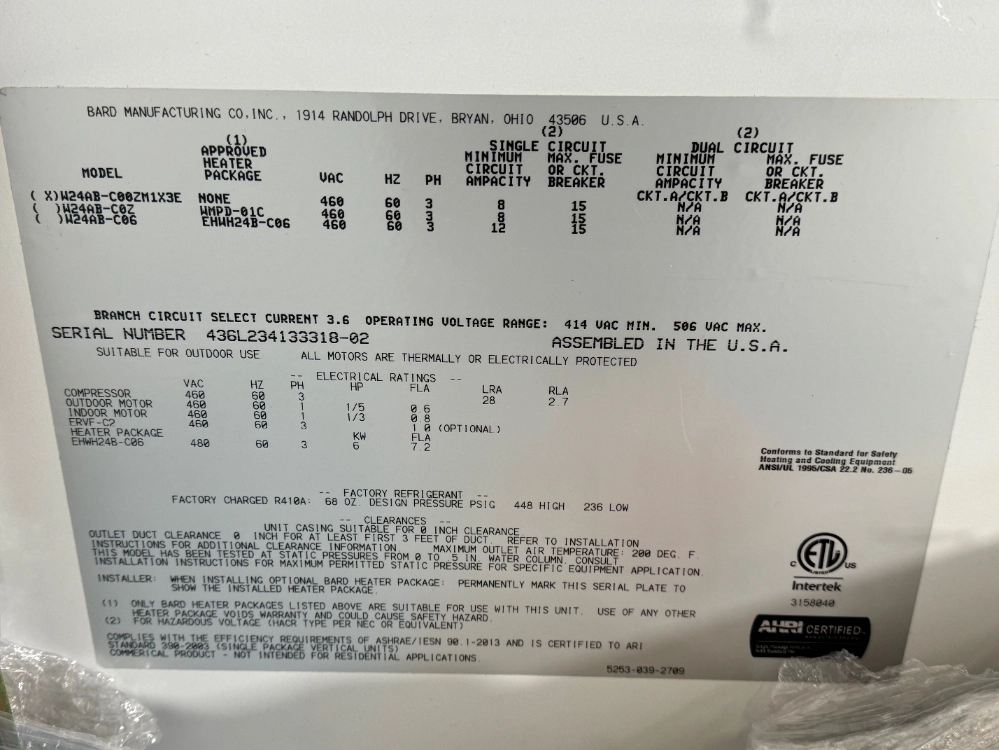 BARD MANUFACTURING CO.INC., 1914 RANDOLPH DRIVE, BRYAN, OHIO 43506 U.S.A.
(1) (2) (2)
APPROVED SINGLE CIRCUIT DUAL CIRCUIT
HEATER MINIMUM MAX. FUSE MINIMUM MAX. FUSE
MODEL PACKAGE VAC HZ PH CIRCUIT OR CKT. CIRCUIT OR CKT.
AMPACITY BREAKER AMPACITY BREAKER
CKT.A/CKT.B CKT.A/CKT.B
( X)W24AB-C00ZM1X3E NONE 460 60 3 8 15 N/A N/A
( )W24AB-C0Z WMPD-01C 460 60 3 8 15 N/A N/A
( )W24AB-C06 EHWH24B-C06 460 60 3 12 15 N/A N/A
BRANCH CIRCUIT SELECT CURRENT 3.6 OPERATING VOLTAGE RANGE: 414 VAC MIN. 506 VAC MAX.
SERIAL NUMBER 436L234133318-02 ASSEMBLED IN THE U.S.A.
SUITABLE FOR OUTDOOR USE ALL MOTORS ARE THERMALLY OR ELECTRICALLY PROTECTED
-- ELECTRICAL RATINGS --
VAC HZ PH HP FLA LRA RLA
COMPRESSOR 460 60 3 28 2.7
OUTDOOR MOTOR 460 60 1 1/5 0.6
INDOOR MOTOR 460 60 1 1/3 0.8
ERVF-C2 460 60 3 1.0 (OPTIONAL)
HEATER PACKAGE KW FLA
EHWH24B-C06 480 60 3 6 7.2
Conforms to Standard for Safety
Heating and Cooling Equipment
ANSI/UL 1995/CSA 22.2 No. 236-05
-- FACTORY REFRIGERANT --
FACTORY CHARGED R410A: 68 OZ. DESIGN PRESSURE PSIG 448 HIGH 236 LOW
-- CLEARANCES --
UNIT CASING SUITABLE FOR 0 INCH CLEARANCE
OUTLET DUCT CLEARANCE 0 INCH FOR AT LEAST FIRST 3 FEET OF DUCT. REFER TO INSTALLATION
INSTRUCTIONS FOR ADDITIONAL CLEARANCE INFORMATION. MAXIMUM OUTLET AIR TEMPERATURE: 200 DEG. F.
THIS MODEL HAS BEEN TESTED AT STATIC PRESSURES FROM 0 TO .5 IN. WATER COLUMN. CONSULT
INSTALLATION INSTRUCTIONS FOR MAXIMUM PERMITTED STATIC PRESSURE FOR SPECIFIC EQUIPMENT APPLICATION.
INSTALLER: WHEN INSTALLING OPTIONAL BARD HEATER PACKAGE: PERMANENTLY MARK THIS SERIAL PLATE TO
SHOW THE INSTALLED HEATER PACKAGE.
(1) ONLY BARD HEATER PACKAGES LISTED ABOVE ARE SUITABLE FOR USE WITH THIS UNIT. USE OF ANY OTHER
HEATER PACKAGE VOIDS WARRANTY AND COULD CAUSE SAFETY HAZARD.
(2) FOR HAZARDOUS VOLTAGE (HACR TYPE PER NEC OR EQUIVALENT)
COMPLIES WITH THE EFFICIENCY REQUIREMENTS OF ASHRAE/IESN 90.1-2013 AND IS CERTIFIED TO ARI
STANDARD 390-2003 (SINGLE PACKAGE VERTICAL UNITS)
COMMERICAL PRODUCT - NOT INTENDED FOR RESIDENTIAL APPLICATIONS.
C ETL US
LISTED
Intertek
3158040
AHRI CERTIFIED
5253-039-2709